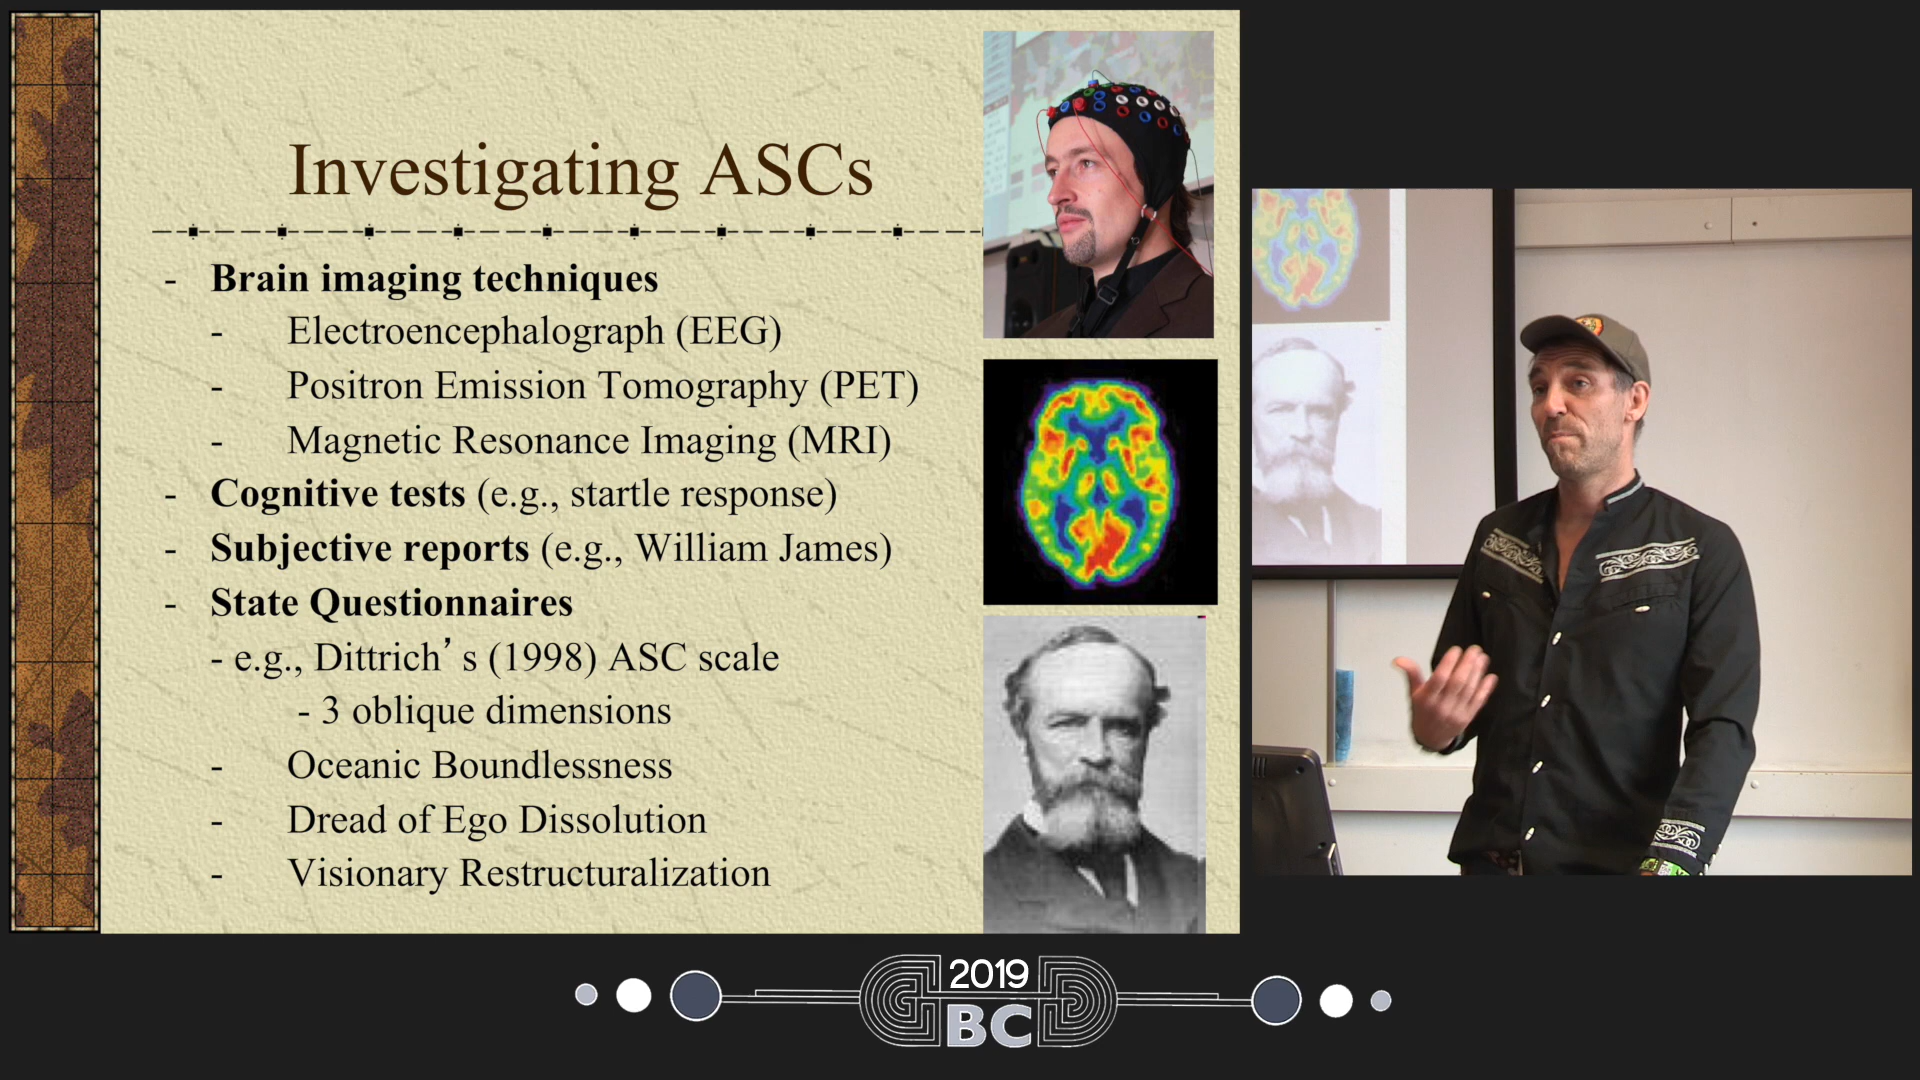 Investigating ASCs
- Brain imaging techniques
- Electroencephalograph (EEG)
- Positron Emission Tomography (PET)
- Magnetic Resonance Imaging (MRI)
- Cognitive tests (e.g., startle response)
- Subjective reports (e.g., William James)
- State Questionnaires
- e.g., Dittrich’s (1998) ASC scale
- 3 oblique dimensions
- Oceanic Boundlessness
- Dread of Ego Dissolution
- Visionary Restructuralization
2019
BC